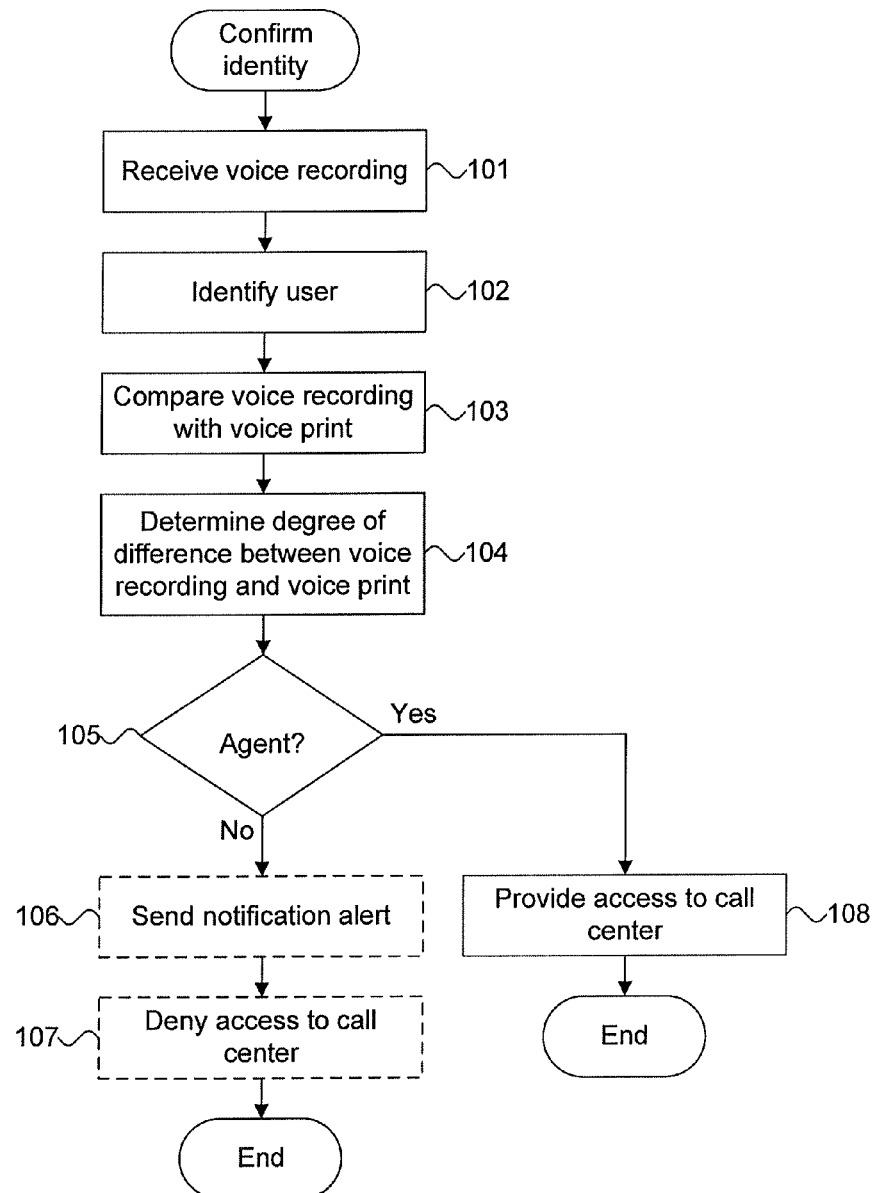 Confirm
identity
Receive voice recording
101
Identify user
102
Compare voice recording
with voice print
103
Determine degree of
difference between voice
recording and voice print
104
105
Agent?
Yes
No
106
Send notification alert
Provide access to call
center
108
107
Deny access to call
center
End
End